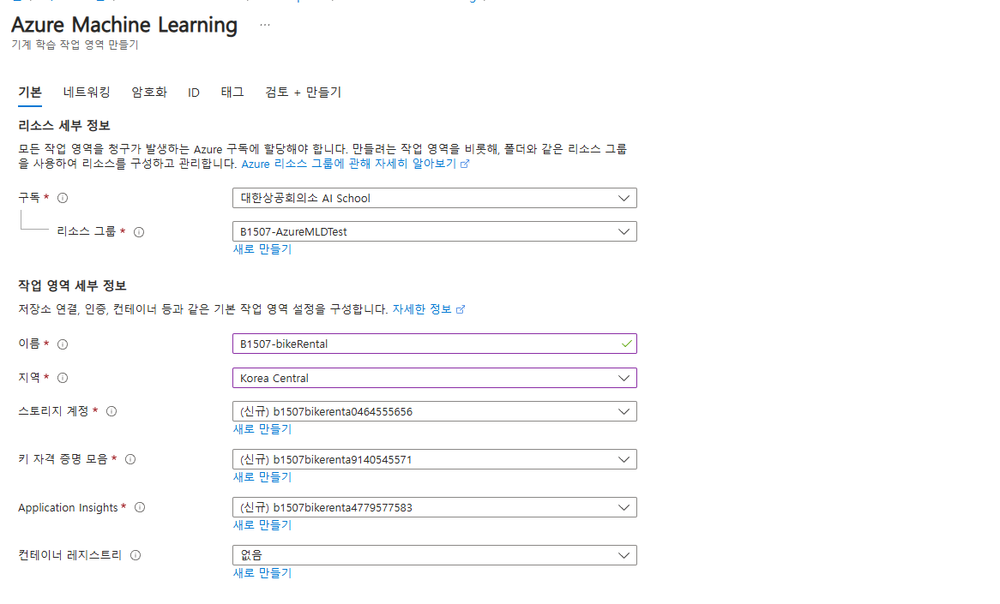 Azure Machine Learning ...
기계 학습 작업 영역 만들기
기본 네트워킹 암호화 ID 태그 검토 + 만들기
리소스 세부 정보
모든 작업 영역을 청구가 발생하는 Azure 구독에 할당해야 합니다. 만들려는 작업 영역을 비롯해, 폴더와 같은 리소스 그룹
을 사용하여 리소스를 구성하고 관리합니다. Azure 리소스 그룹에 관해 자세히 알아보기
구독 * 대한상공회의소 AI School
리소스 그룹 * B1507-AzureMLDTest
새로 만들기
작업 영역 세부 정보
저장소 연결, 인증, 컨테이너 등과 같은 기본 작업 영역 설정을 구성합니다. 자세한 정보
이름 * B1507-bikeRental
지역 * Korea Central
스토리지 계정 * (신규) b1507bikerenta0464555656
새로 만들기
키 자격 증명 모음 * (신규) b1507bikerenta9140545571
새로 만들기
Application Insights * (신규) b1507bikerenta4779577583
새로 만들기
컨테이너 레지스트리 없음
새로 만들기